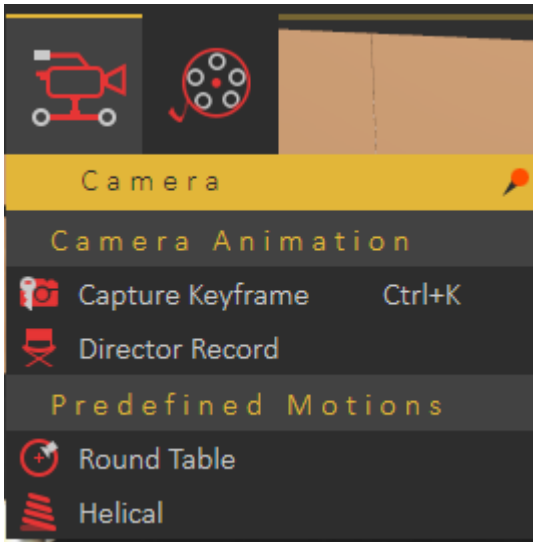 Camera
Camera Animation
Capture Keyframe Ctrl+K
Director Record
Predefined Motions
Round Table
Helical